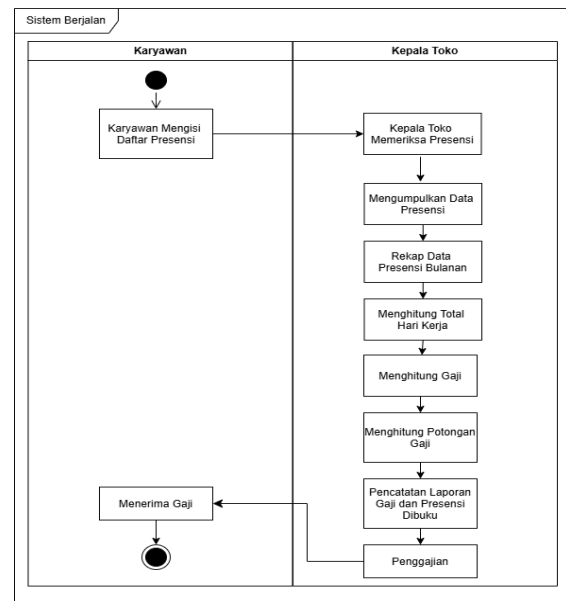 Sistem Berjalan
Karyawan
Kepala Toko
Karyawan Mengisi
Daftar Presensi
Kepala Toko
Memeriksa Presensi
Mengumpulkan Data
Presensi
Rekap Data
Presensi Bulanan
Menghitung Total
Hari Kerja
Menghitung Gaji
Menghitung Potongan
Gaji
Pencatatan Laporan
Gaji dan Presensi
Dibuku
Penggajian
Menerima Gaji